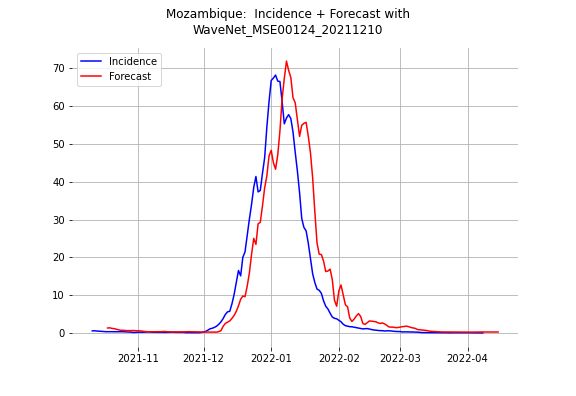 Mozambique:  Incidence + Forecast with
WaveNet_MSE00124_20211210
Incidence
Forecast
70
60
50
40
30
20
10
0
2021-11 2021-12 2022-01 2022-02 2022-03 2022-04